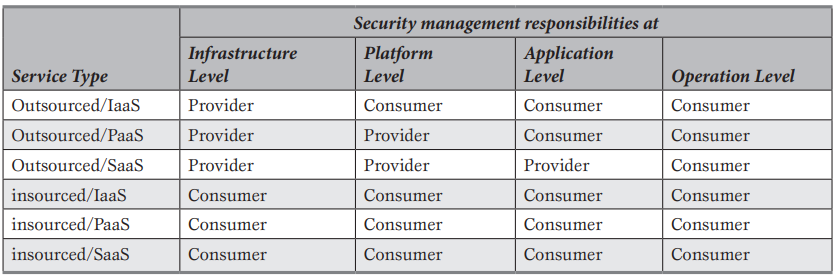 Security management responsibilities at
Service Type Infrastructure Level Platform Level Application Level Operation Level
Outsourced/IaaS Provider Consumer Consumer Consumer
Outsourced/PaaS Provider Provider Consumer Consumer
Outsourced/SaaS Provider Provider Provider Consumer
insourced/IaaS Consumer Consumer Consumer Consumer
insourced/PaaS Consumer Consumer Consumer Consumer
insourced/SaaS Consumer Consumer Consumer Consumer